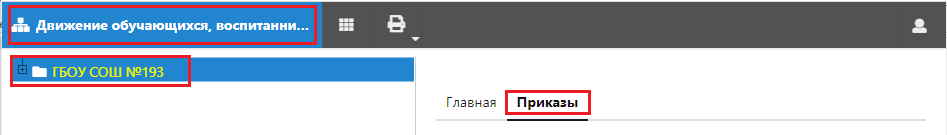 Движение обучающихся, воспитанни...
ГБОУ СОШ №193
Главная Приказы